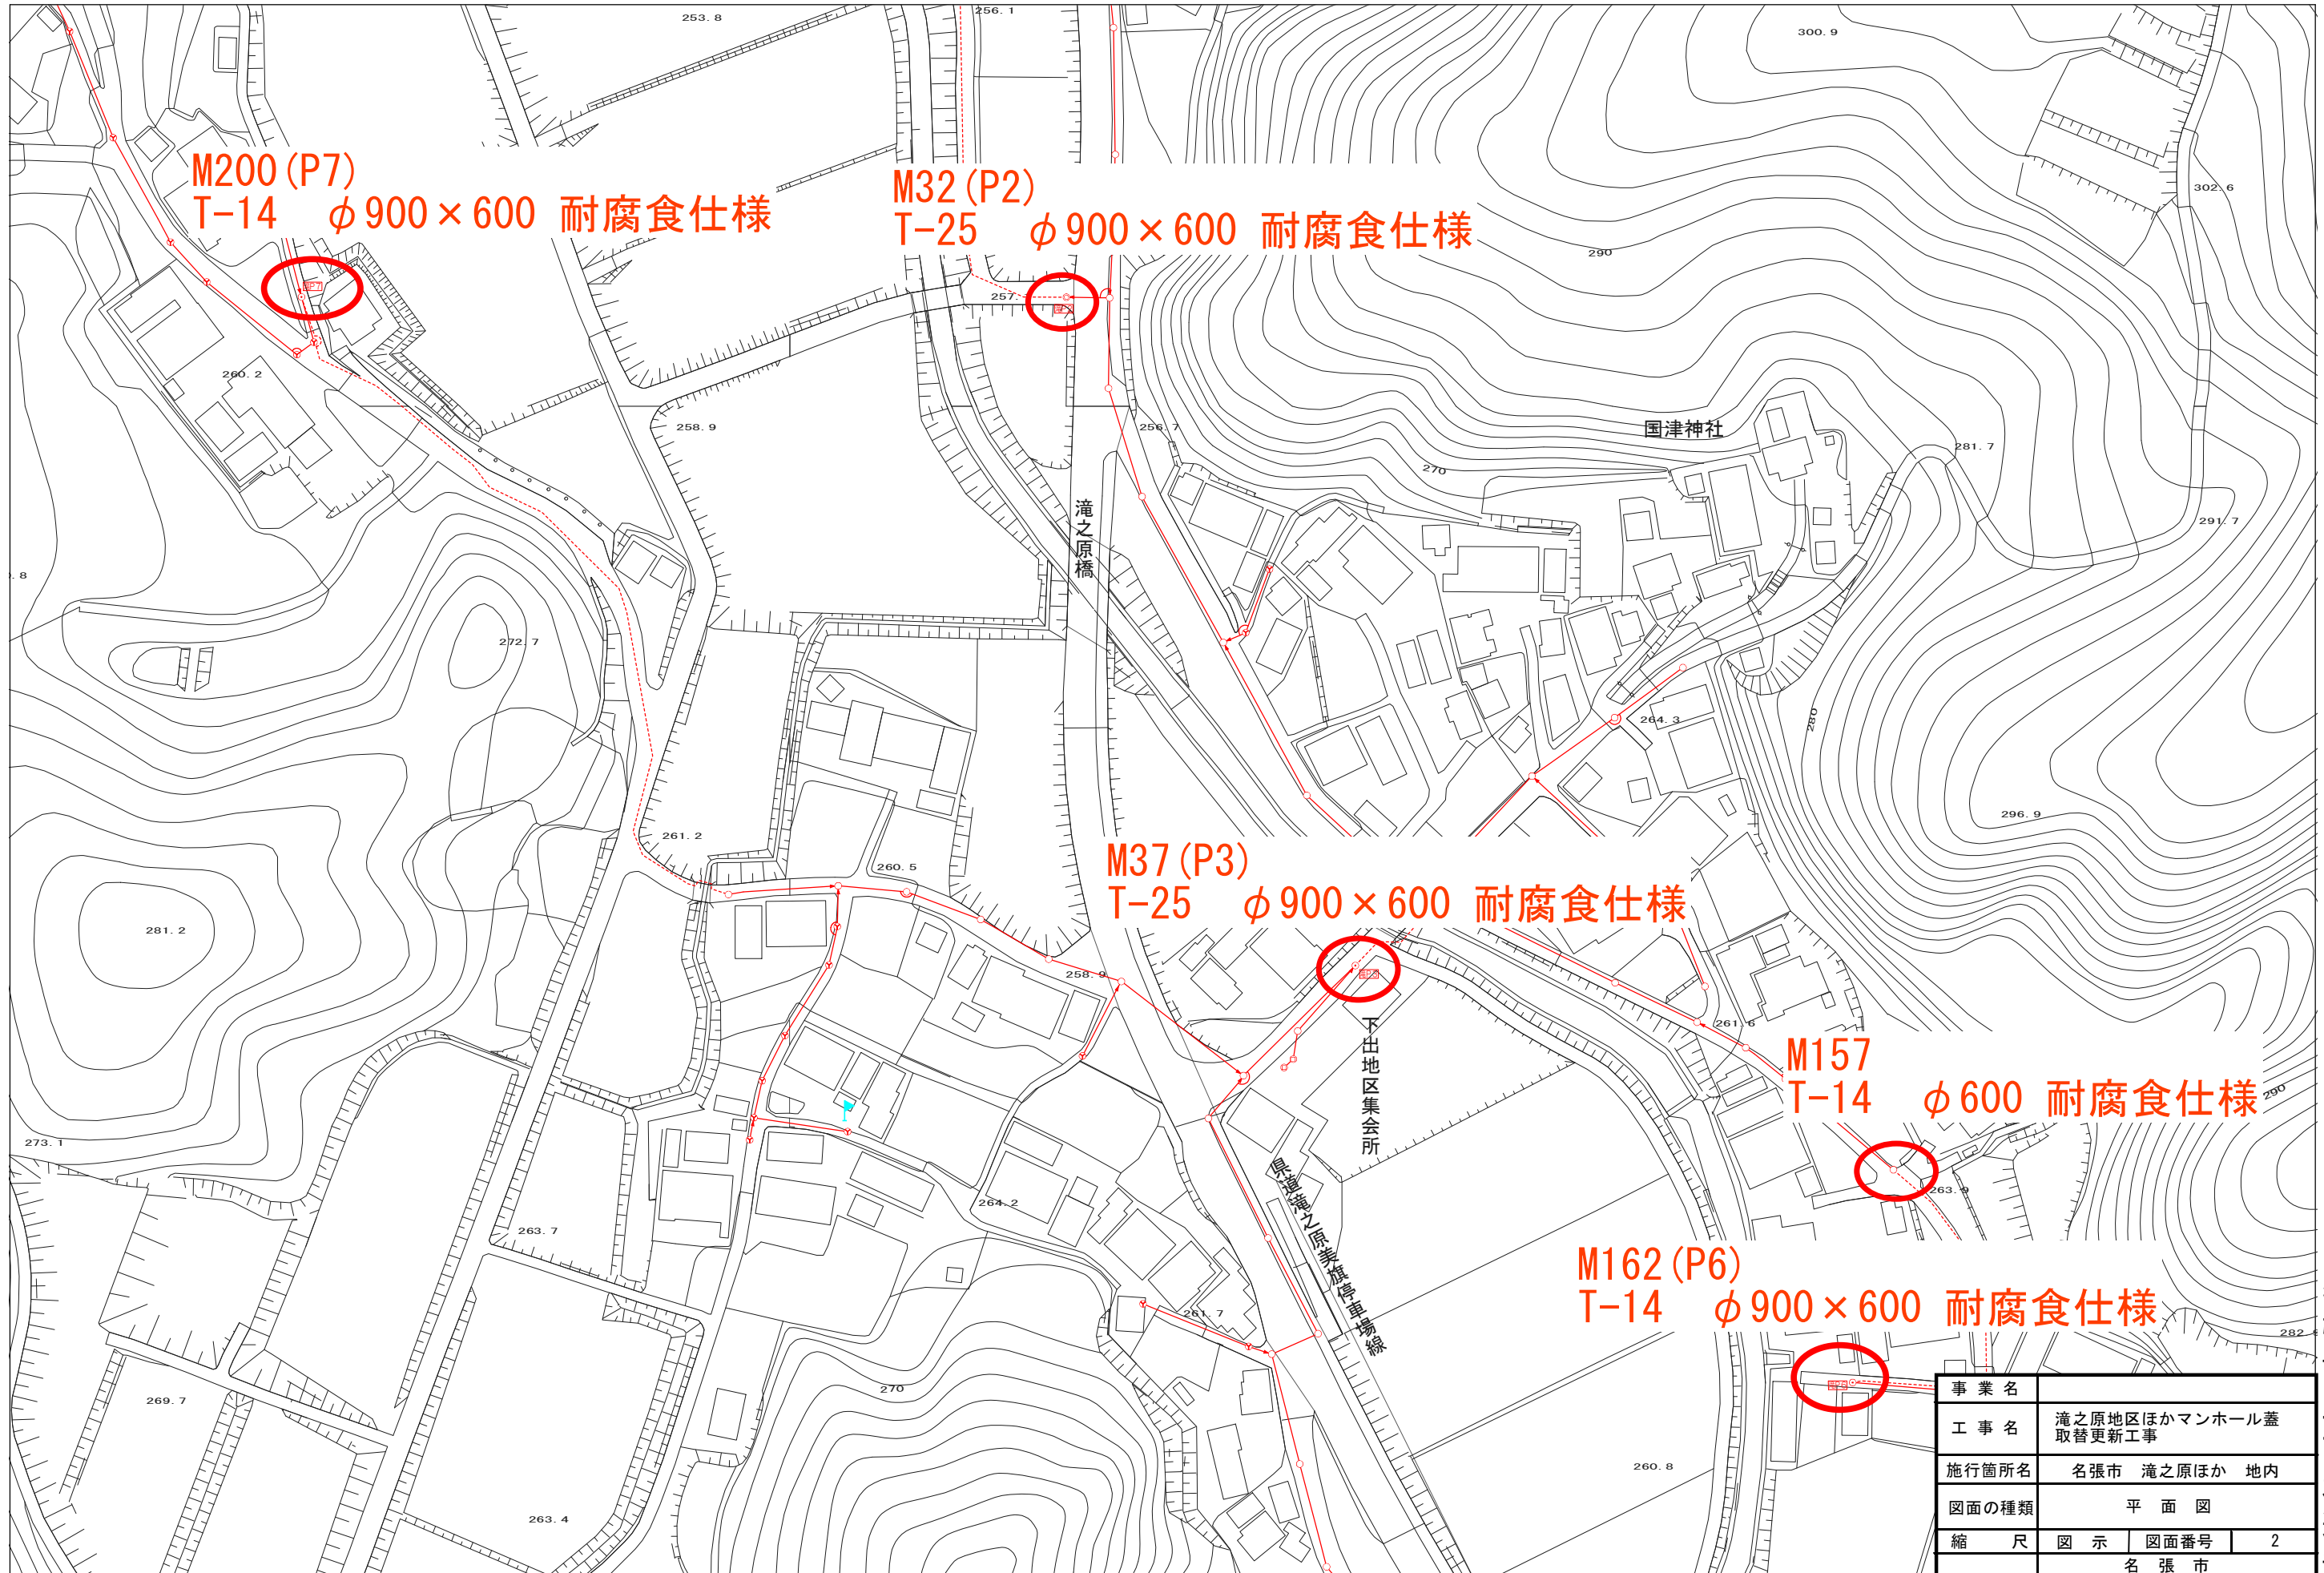 253.8
256.1
300.9
M200(P7)
T-14 φ900×600 耐腐食仕様
M32(P2)
T-25 φ900×600 耐腐食仕様
302.6
290
257.
260.2
258.9
256.7
国津神社
270
281.7
291.7
滝之原橋
.8
272.7
264.3
280
296.9
261.2
260.5
M37(P3)
T-25 φ900×600 耐腐食仕様
281.2
258.9
下出地区集会所
261.6
M157
T-14 φ600 耐腐食仕様
290
273.1
263.9
264.2
263.7
県道滝之原美旗停車場線
M162(P6)
T-14 φ900×600 耐腐食仕様
261.7
282.
270
269.7
260.8
263.4
事業名
工事名 滝之原地区ほかマンホール蓋
取替更新工事
施行箇所名 名張市 滝之原ほか 地内
図面の種類 平面図
縮尺 図示 図面番号 2
名張市